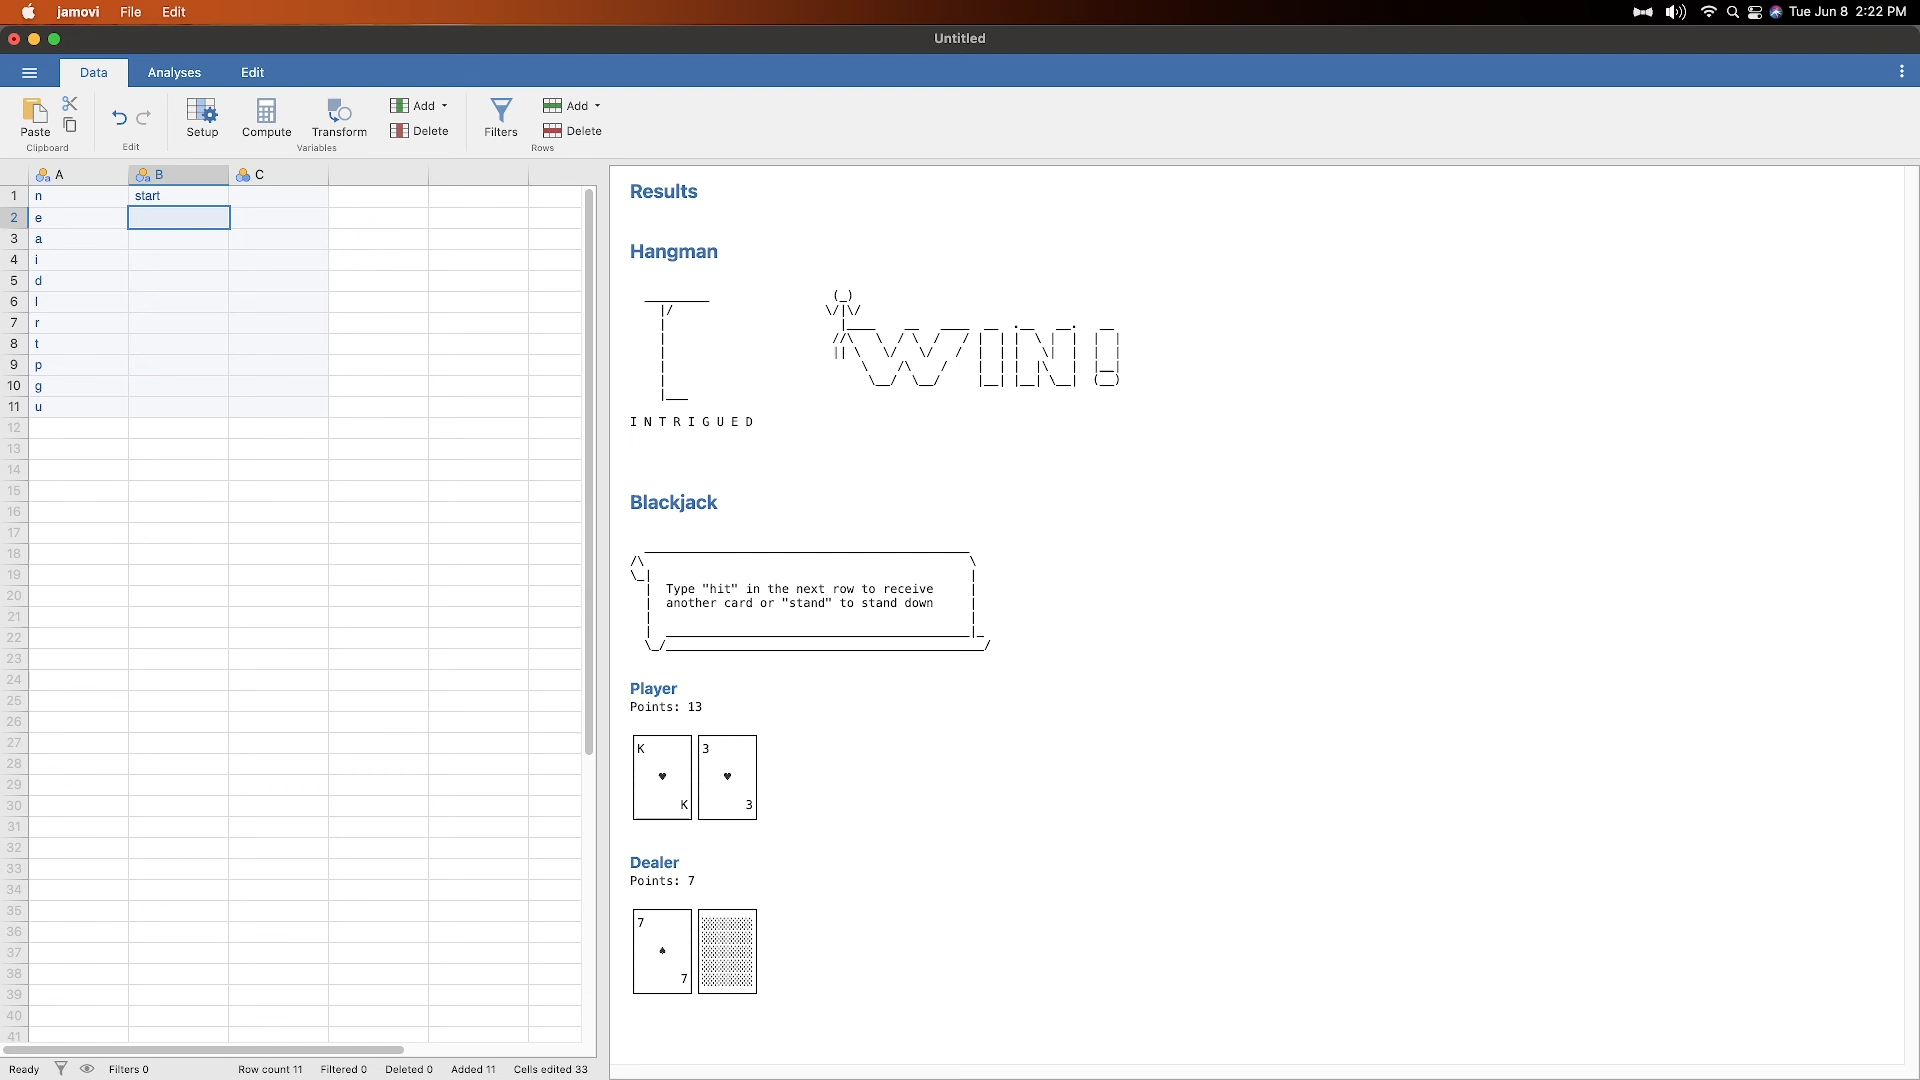 jamovi File Edit Tue Jun 8 2:22 PM
Untitled
Data Analyses Edit
Paste Setup Compute Transform Add Delete Filters Add Delete
Clipboard Edit Variables Rows
A B C
1 n start
2 e
3 a
4 i
5 d
6 l
7 r
8 t
9 p
10 g
11 u
12
13
14
15
16
17
18
19
20
21
22
23
24
25
26
27
28
29
30
31
32
33
34
35
36
37
38
39
40
41
Results
Hangman
WIN!
I N T R I G U E D
Blackjack
Type "hit" in the next row to receive
another card or "stand" to stand down
Player
Points: 13
K 3
K 3
Dealer
Points: 7
7
7
Ready Filters 0 Row count 11 Filtered 0 Deleted 0 Added 11 Cells edited 33